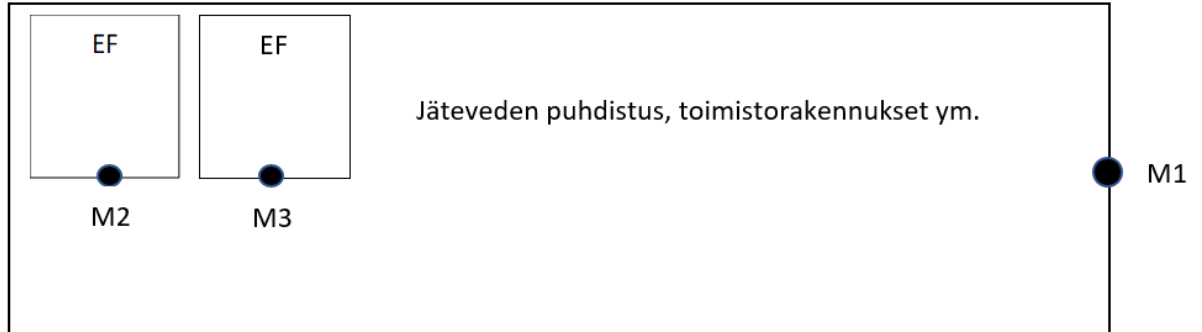 EF
EF
Jäteveden puhdistus, toimistorakennukset ym.
M1
M2
M3